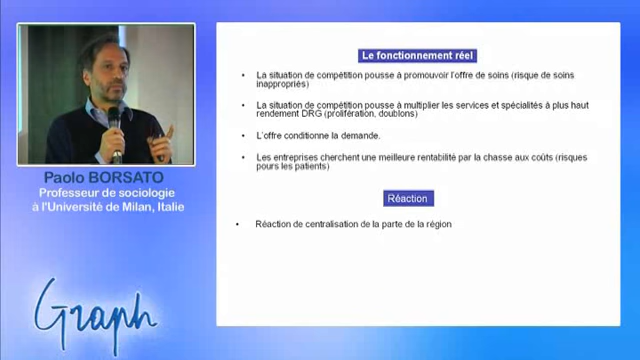 Le fonctionnement réel
• La situation de compétition pousse à promouvoir l'offre de soins (risque de soins
inappropriés)
• La situation de compétition pousse à multiplier les services et spécialités à plus haut
rendement DRG (prolifération, doublons)
• L'offre conditionne la demande.
• Les entreprises cherchent une meilleure rentabilité par la chasse aux coûts (risques
pours les patients)
Réaction
• Réaction de centralisation de la parte de la région
Paolo BORSATO
Professeur de sociologie
à l'Université de Milan, Italie
Graph